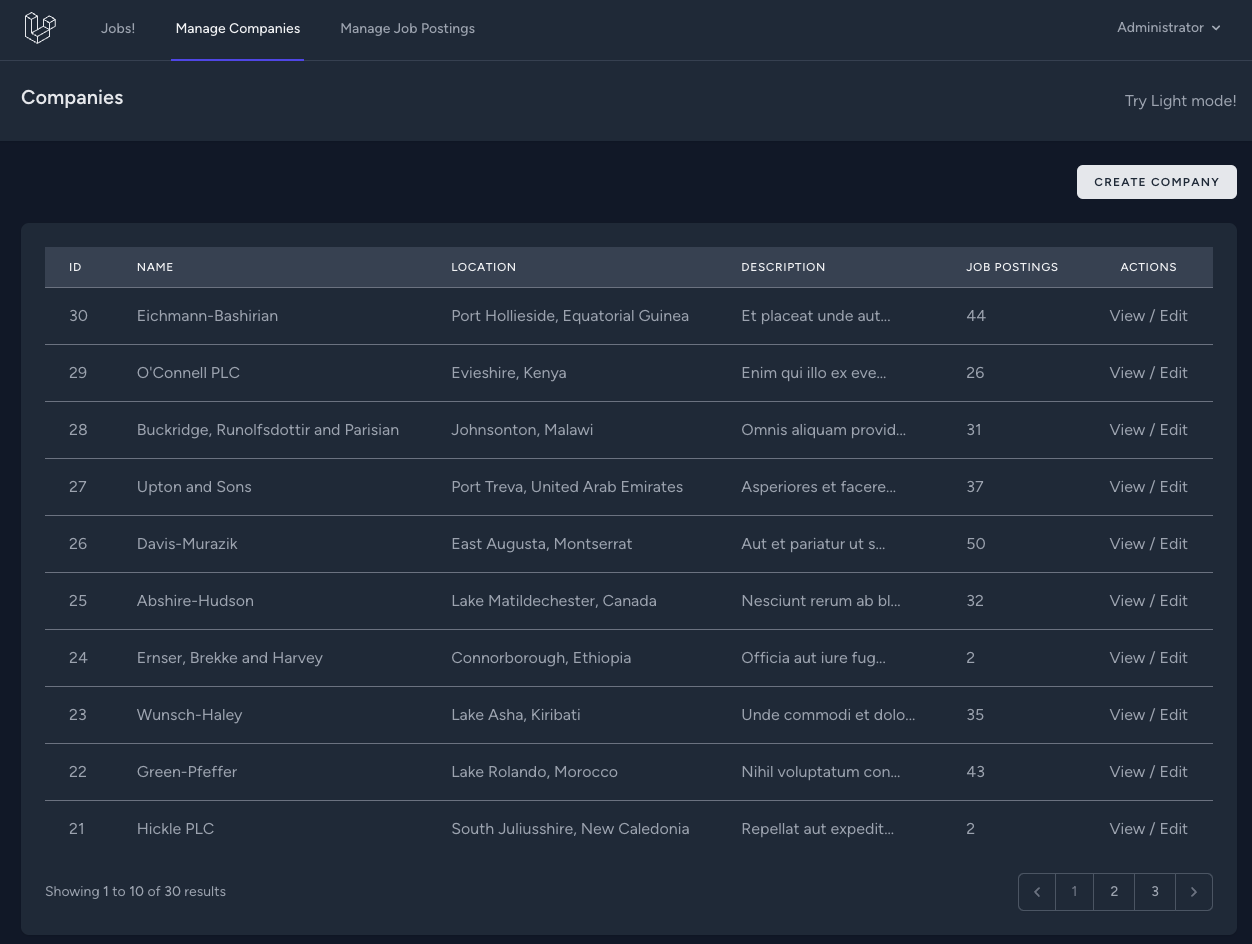 Jobs! Manage Companies Manage Job Postings Administrator
Companies Try Light mode!
CREATE COMPANY
ID NAME LOCATION DESCRIPTION JOB POSTINGS ACTIONS
30 Eichmann-Bashirian Port Hollieside, Equatorial Guinea Et placeat unde aut... 44 View / Edit
29 O'Connell PLC Evieshire, Kenya Enim qui illo ex eve... 26 View / Edit
28 Buckridge, Runolfsdottir and Parisian Johnsonton, Malawi Omnis aliquam provid... 31 View / Edit
27 Upton and Sons Port Treva, United Arab Emirates Asperiores et facere... 37 View / Edit
26 Davis-Murazik East Augusta, Montserrat Aut et pariatur ut s... 50 View / Edit
25 Abshire-Hudson Lake Matildechester, Canada Nesciunt rerum ab bl... 32 View / Edit
24 Ernser, Brekke and Harvey Connorborough, Ethiopia Officia aut iure fug... 2 View / Edit
23 Wunsch-Haley Lake Asha, Kiribati Unde commodi et dolo... 35 View / Edit
22 Green-Pfeffer Lake Rolando, Morocco Nihil voluptatum con... 43 View / Edit
21 Hickle PLC South Juliusshire, New Caledonia Repellat aut expedit... 2 View / Edit
Showing 1 to 10 of 30 results 1 2 3